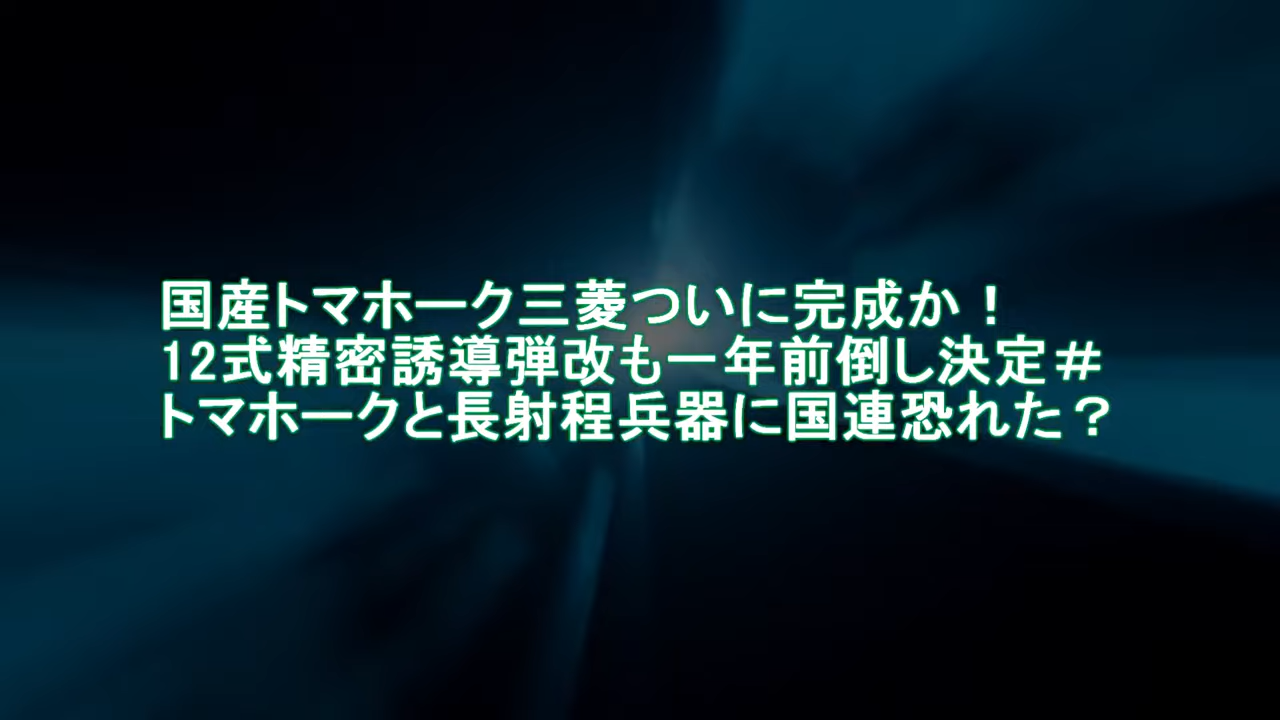 国産トマホーク三菱ついに完成か！
12式精密誘導弾改も一年前倒し決定＃
トマホークと長射程兵器に国連恐れた？